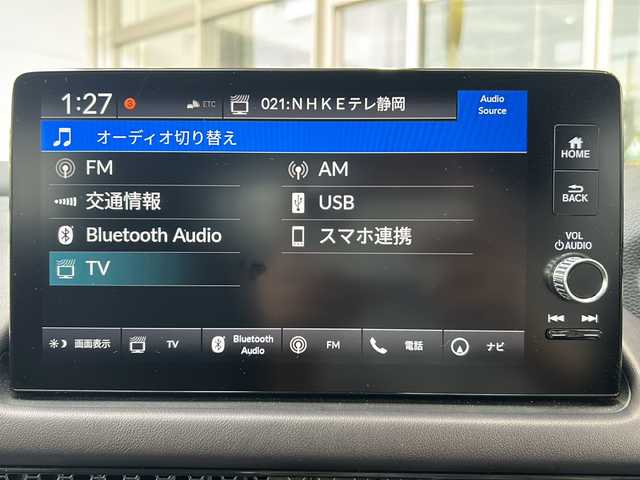 1:27 3 ETC 021:NHKEテレ静岡 Audio Source
オーディオ切り替え
FM AM
交通情報 USB
Bluetooth Audio スマホ連携
TV
画面表示 TV Bluetooth Audio FM 電話 ナビ
HOME
BACK
VOL
AUDIO